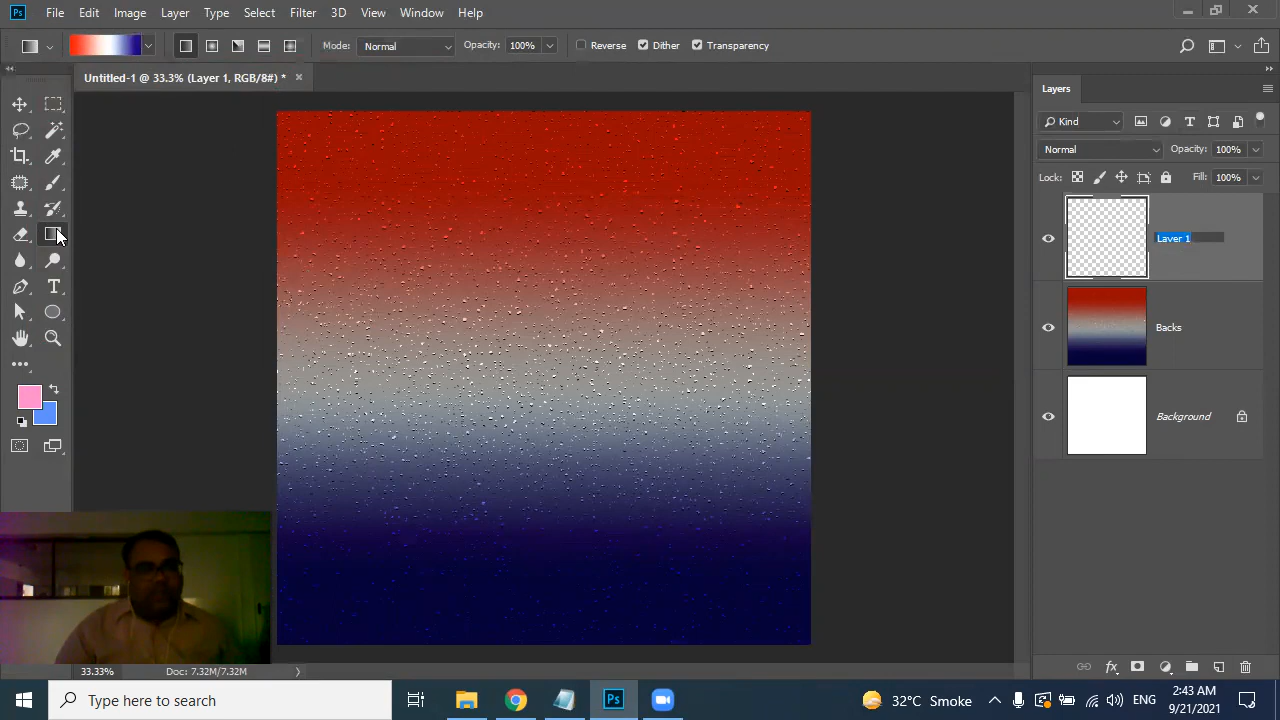 Ps File Edit Image Layer Type Select Filter 3D View Window Help
Mode: Normal Opacity: 100% Reverse Dither Transparency
Untitled-1 @ 33.3% (Layer 1, RGB/8#) *
Layers
Kind
Normal Opacity: 100%
Lock: Fill: 100%
Layer 1
Backs
Background
33.33% Doc: 7.32M/7.32M
Type here to search
Ps
32°C Smoke
ENG
2:43 AM
9/21/2021